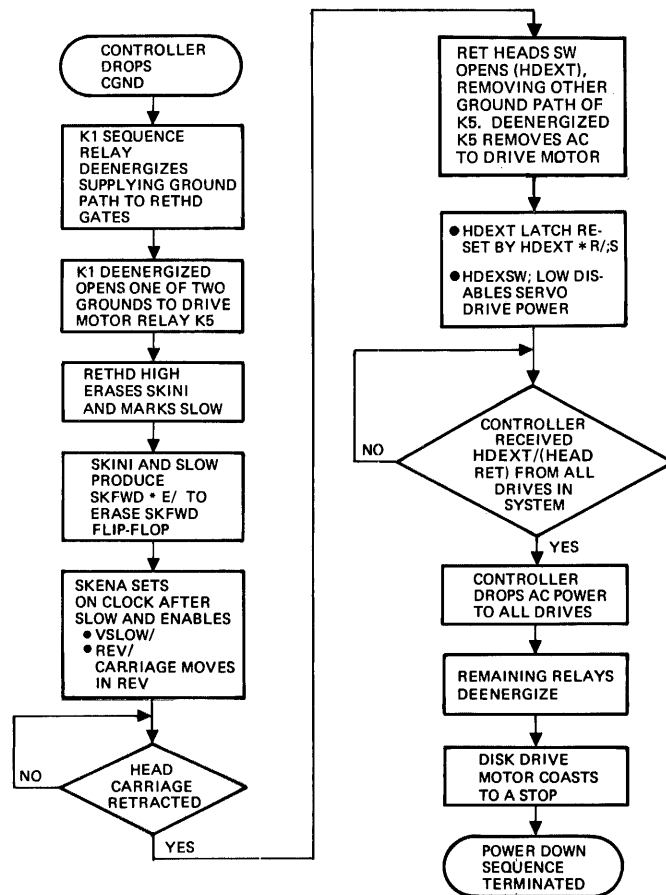 CONTROLLER
DROPS
CGND
K1 SEQUENCE
RELAY
DEENERGIZES
SUPPLYING GROUND
PATH TO RETHD
GATES
K1 DEENERGIZED
OPENS ONE OF TWO
GROUNDS TO DRIVE
MOTOR RELAY K5
RETHD HIGH
ERASES SKINI
AND MARKS SLOW
SKINI AND SLOW
PRODUCE
SKFWD * E/ TO
ERASE SKFWD
FLIP-FLOP
SKENA SETS
ON CLOCK AFTER
SLOW AND ENABLES
● VSLOW/
● REV/
CARRIAGE MOVES
IN REV
HEAD
CARRIAGE
RETRACTED
NO
YES
RET HEADS SW
OPENS (HDEXT),
REMOVING OTHER
GROUND PATH OF
K5. DEENERGIZED
K5 REMOVES AC
TO DRIVE MOTOR
● HDEXT LATCH RE-
SET BY HDEXT * R/;S
● HDEXSW; LOW DIS-
ABLES SERVO
DRIVE POWER
CONTROLLER
RECEIVED
HDEXT/(HEAD
RET) FROM ALL
DRIVES IN
SYSTEM
NO
YES
CONTROLLER
DROPS AC POWER
TO ALL DRIVES
REMAINING RELAYS
DEENERGIZE
DISK DRIVE
MOTOR COASTS
TO A STOP
POWER DOWN
SEQUENCE
TERMINATED